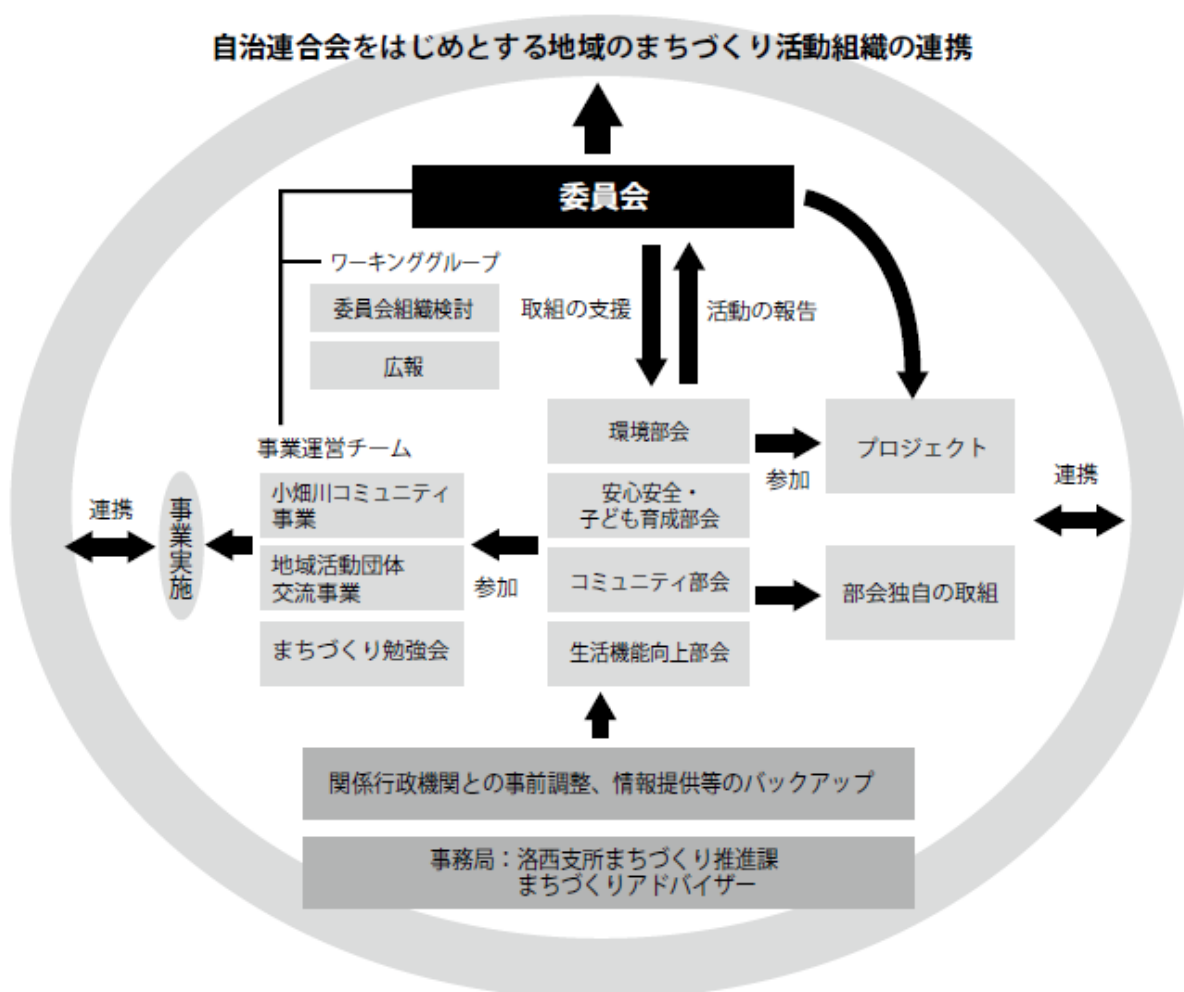 自治連合会をはじめとする地域のまちづくり活動組織の連携
委員会
ワーキンググループ
委員会組織検討
広報
取組の支援
活動の報告
事業運営チーム
小畑川コミュニティ
事業
地域活動団体
交流事業
まちづくり勉強会
連携
事業実施
参加
環境部会
安心安全・
子ども育成部会
コミュニティ部会
生活機能向上部会
参加
プロジェクト
部会独自の取組
連携
関係行政機関との事前調整、情報提供等のバックアップ
事務局：洛西支所まちづくり推進課
まちづくりアドバイザー